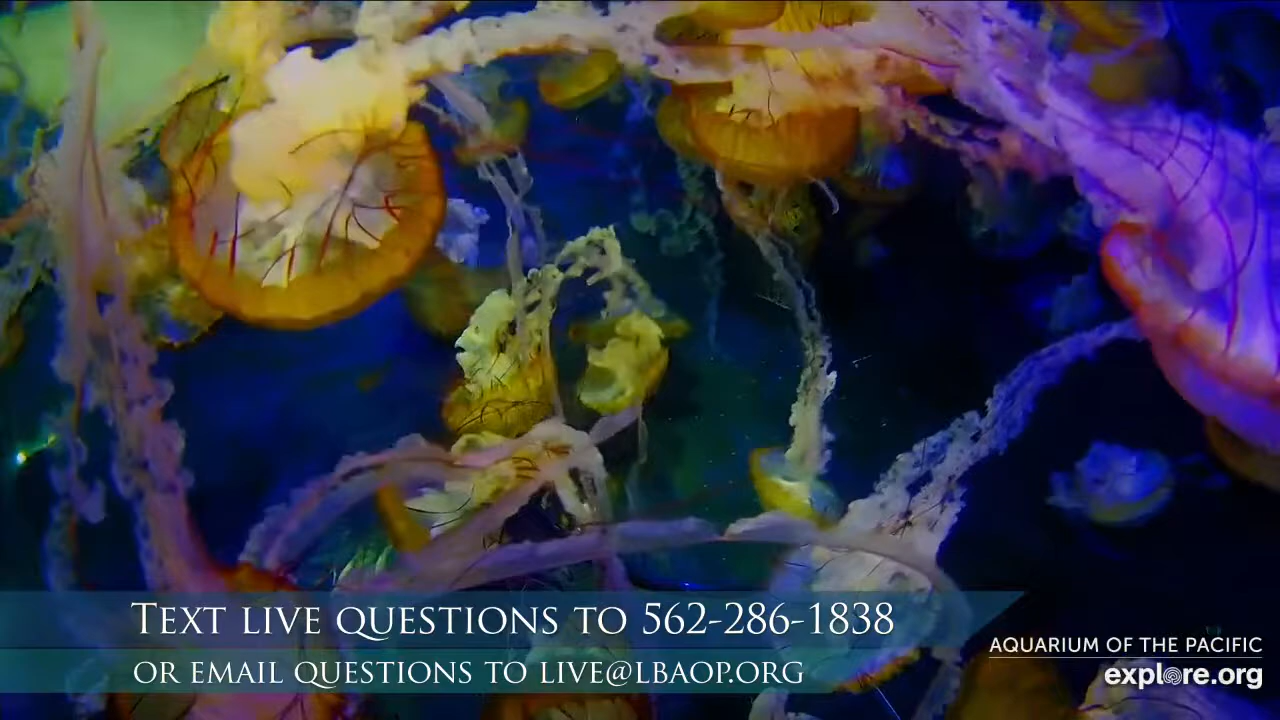 Text live questions to 562-286-1838
or email questions to live@lbaop.org
AQUARIUM OF THE PACIFIC
explore.org